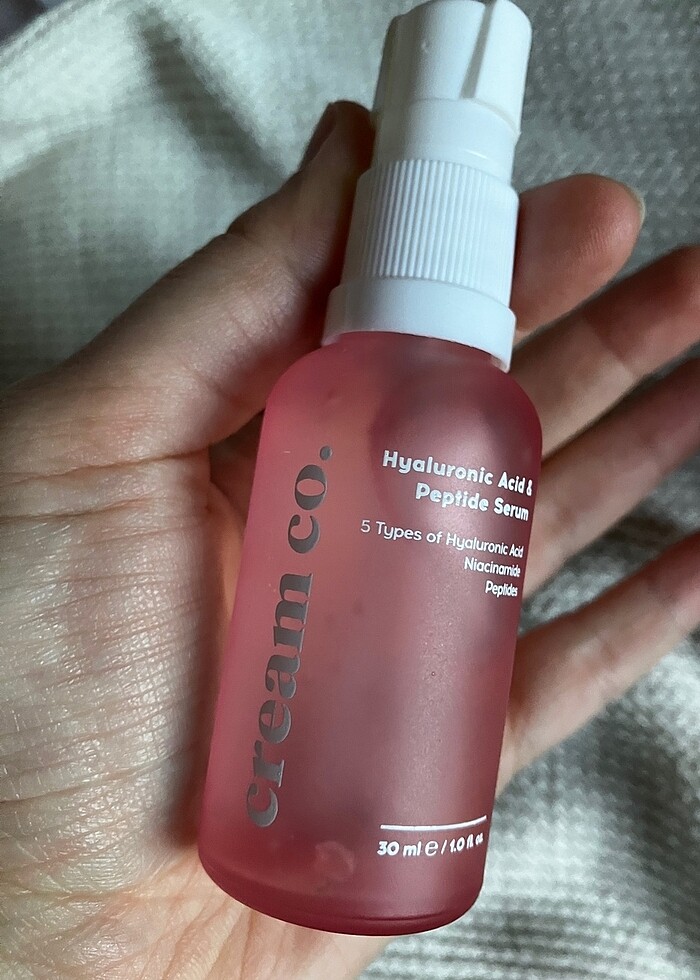 cream co.
Hyaluronic Acid &
Peptide Serum
5 Types of Hyaluronic Acid
Niacinamide
Peptides
30 ml ℮ / 1.0 fl oz